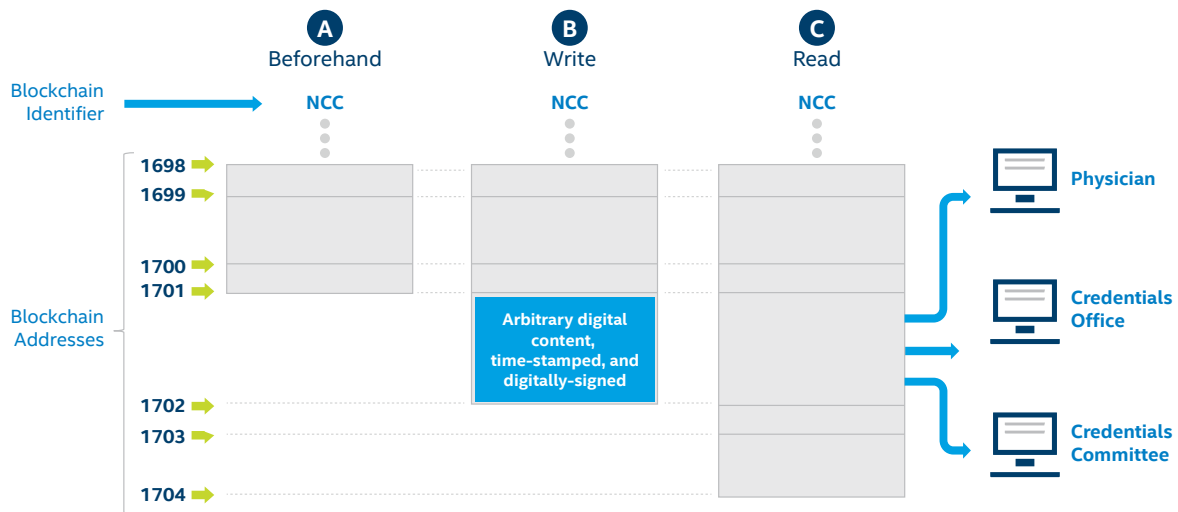 A
B
C
Beforehand
Write
Read
Blockchain
Identifier
NCC
NCC
NCC
1698
1699
1700
1701
1702
1703
1704
Blockchain
Addresses
Arbitrary digital
content,
time-stamped, and
digitally-signed
Physician
Credentials
Office
Credentials
Committee